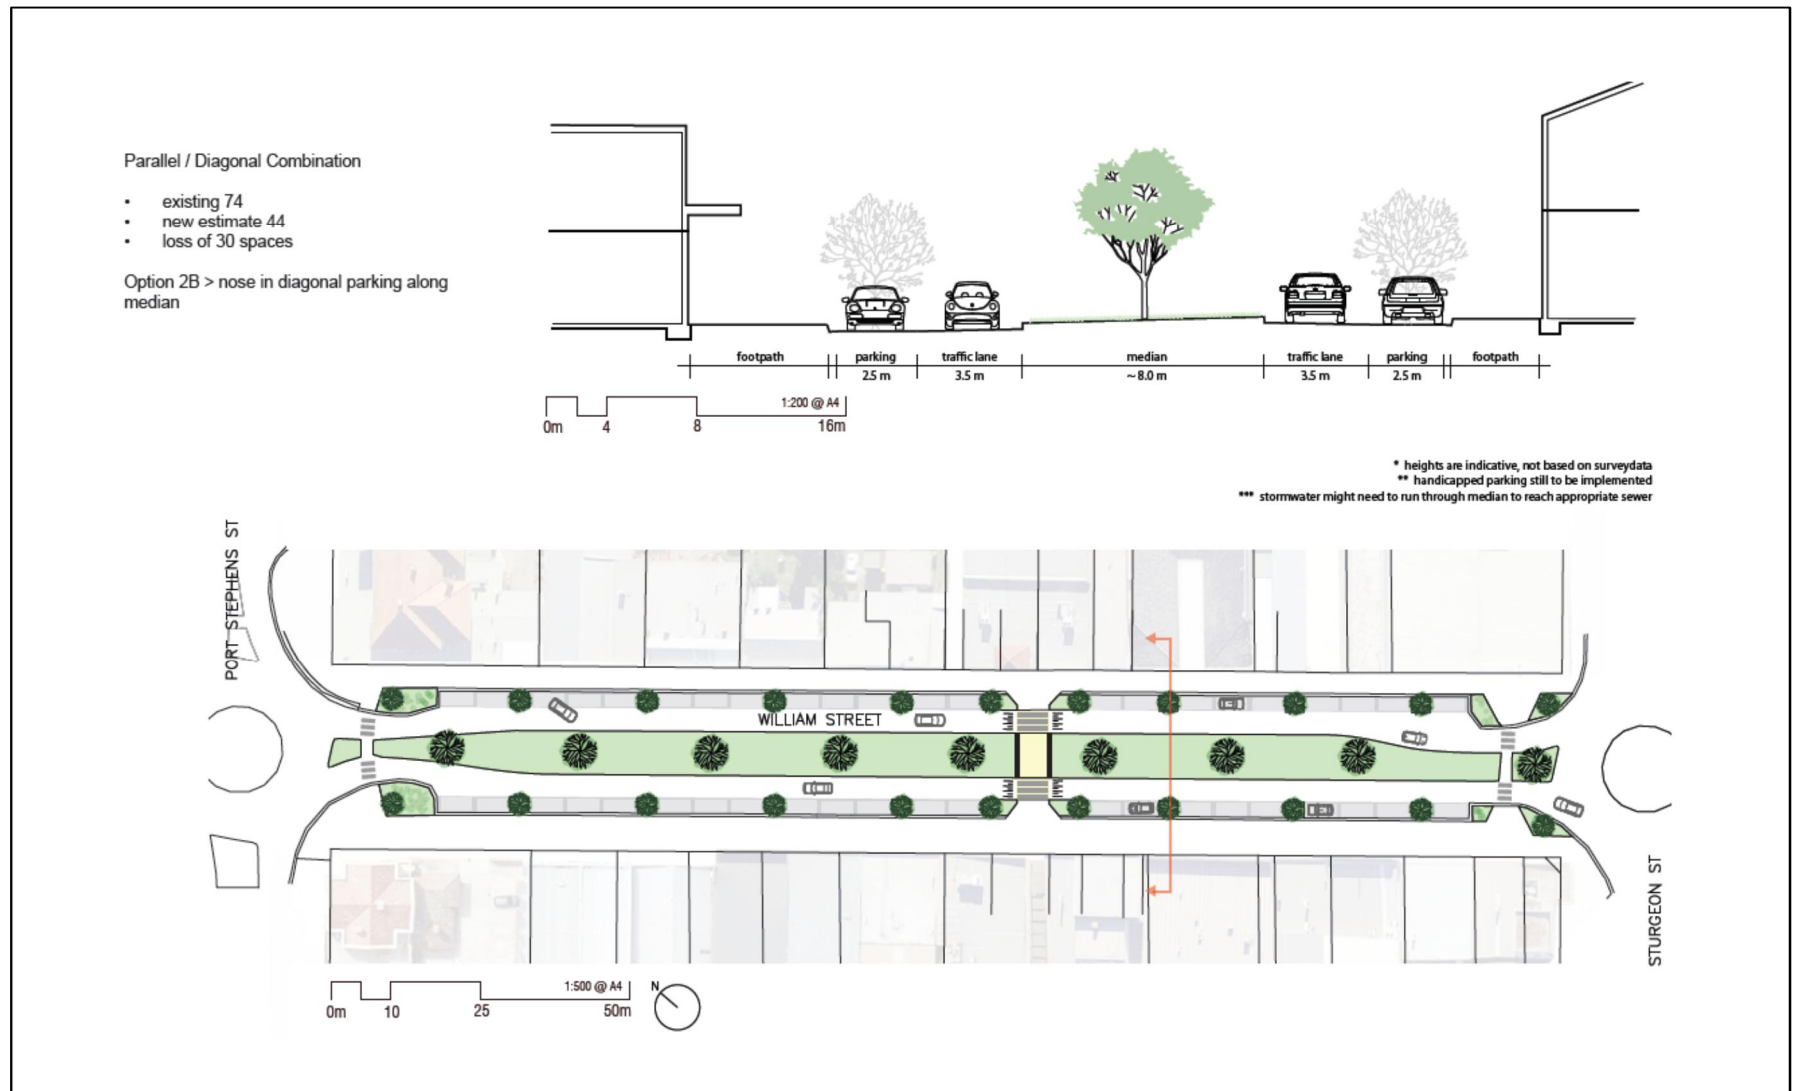 Parallel / Diagonal Combination
• existing 74
• new estimate 44
• loss of 30 spaces
Option 2B > nose in diagonal parking along
median
footpath parking traffic lane median traffic lane parking footpath
2.5 m 3.5 m ~ 8.0 m 3.5 m 2.5 m
1:200 @ A4
0m 4 8 16m
* heights are indicative, not based on surveydata
** handicapped parking still to be implemented
*** stormwater might need to run through median to reach appropriate sewer
PORT STEPHENS ST
WILLIAM STREET
STURGEON ST
1:500 @ A4
0m 10 25 50m
N